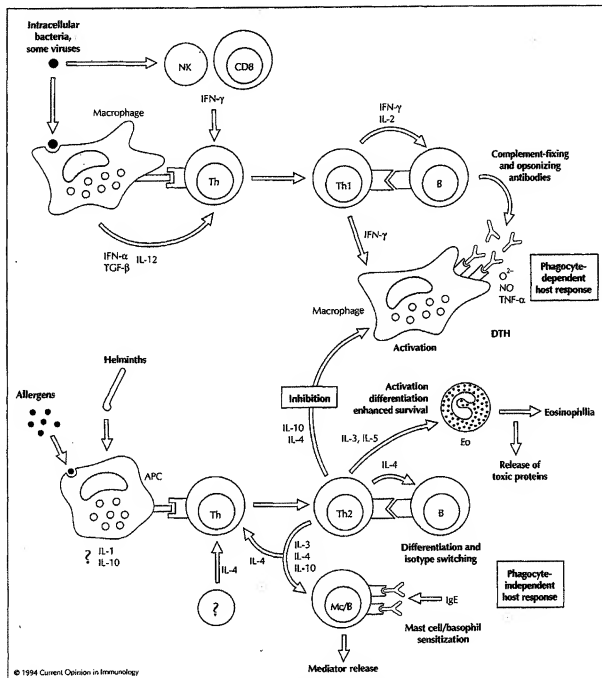 Intracellular
bacteria,
some viruses
NK
CD8
IFN-γ
Macrophage
Th
IFN-α IL-12
TGF-β
IFN-γ
IL-2
Th1
B
Complement-fixing
and opsonizing
antibodies
IFN-γ
O²⁻
NO
TNF-α
Phagocyte-
dependent
host response
Macrophage
Activation
DTH
Helminths
Allergens
Inhibition
IL-10
IL-4
Activation
differentiation
enhanced survival
IL-3, IL-5
Eo
Eosinophilia
Release of
toxic proteins
APC
? IL-1
IL-10
Th
Th2
IL-4
B
Differentiation and
isotype switching
IL-4
IL-4
IL-3
IL-4
IL-10
?
Mc/B
IgE
Mast cell/basophil
sensitization
Phagocyte-
independent
host response
Mediator release
© 1994 Current Opinion in Immunology